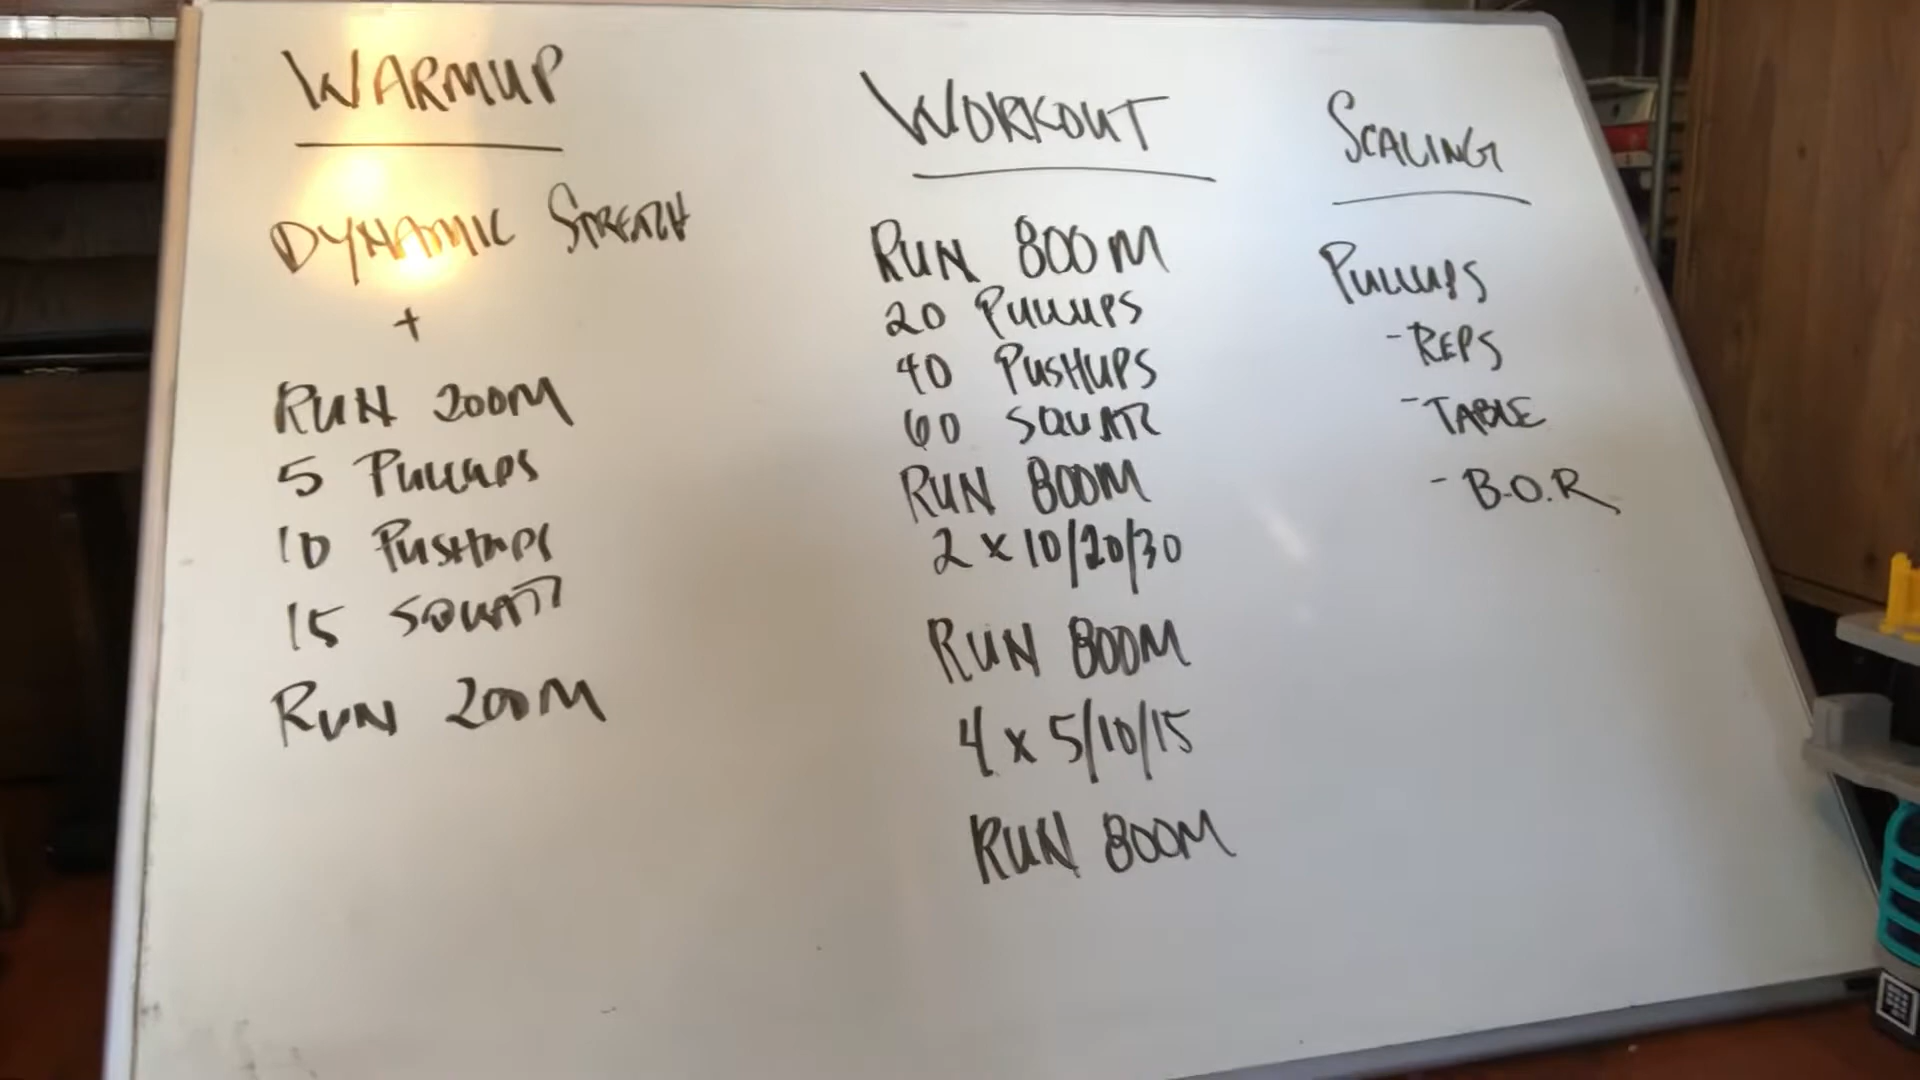 WARMUP
DYNAMIC STRETCH
+
RUN 200M
5 PULLUPS
10 PUSHUPS
15 SQUATS
RUN 200M
WORKOUT
RUN 800M
20 PULLUPS
40 PUSHUPS
60 SQUATS
RUN 800M
2 x 10/20/30
RUN 800M
4 x 5/10/15
RUN 800M
SCALING
PULLUPS
- REPS
- TABLE
- B.O.R